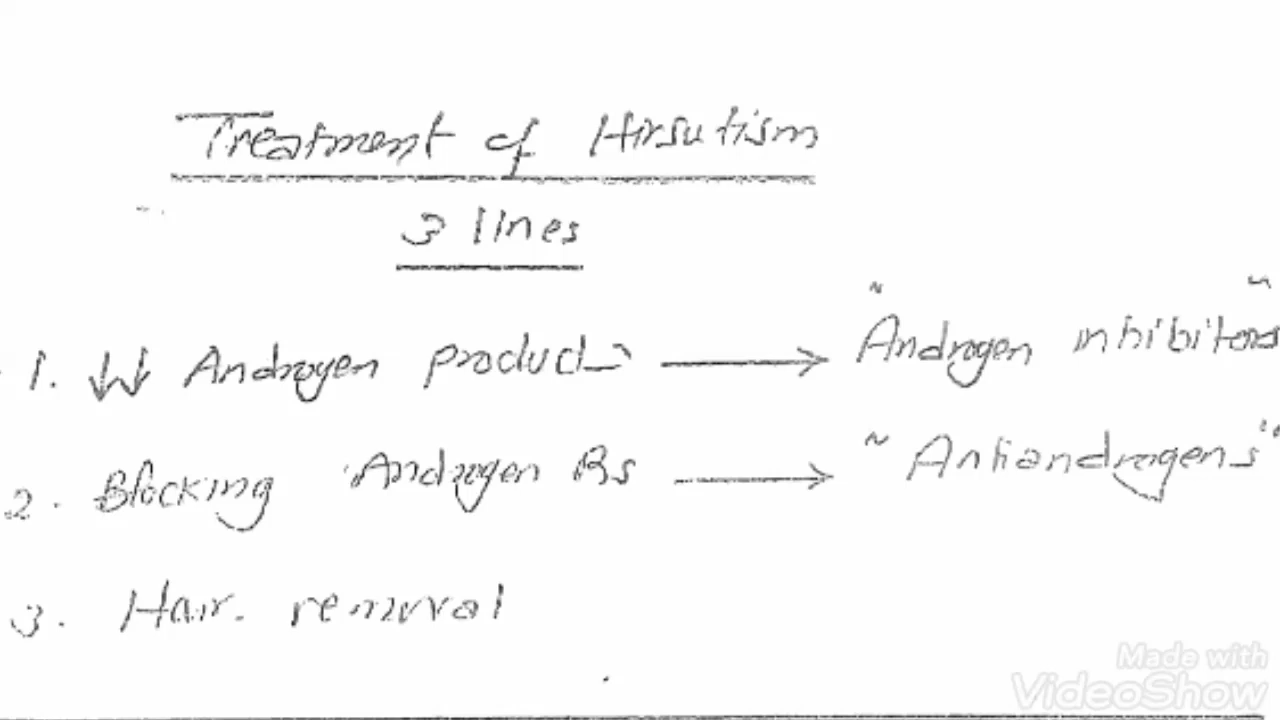 Treatment of Hirsutism
3 lines
1. ↓↓ Androgen product⊃ → "Androgen inhibitors"
2. Blocking Androgen Rs → "Antiandrogens"
3. Hair removal
Made with
VideoShow